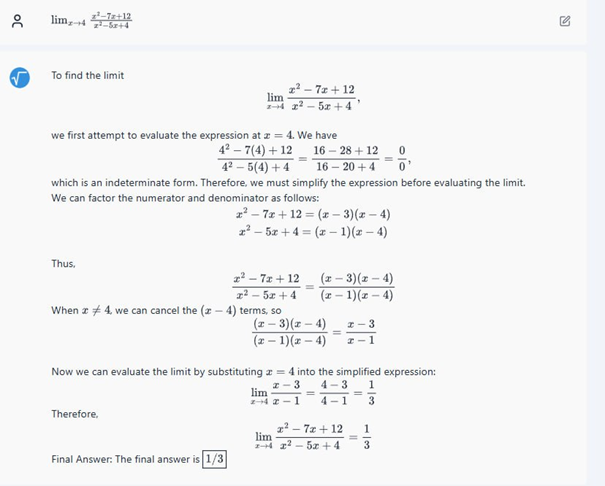 lim_{x→4} \frac{x^2−7x+12}{x^2−5x+4}
To find the limit
\lim_{x→4} \frac{x^2 − 7x + 12}{x^2 − 5x + 4},
we first attempt to evaluate the expression at x = 4. We have
\frac{4^2 − 7(4) + 12}{4^2 − 5(4) + 4} = \frac{16 − 28 + 12}{16 − 20 + 4} = \frac{0}{0},
which is an indeterminate form. Therefore, we must simplify the expression before evaluating the limit.
We can factor the numerator and denominator as follows:
x^2 − 7x + 12 = (x − 3)(x − 4)
x^2 − 5x + 4 = (x − 1)(x − 4)
Thus,
\frac{x^2 − 7x + 12}{x^2 − 5x + 4} = \frac{(x − 3)(x − 4)}{(x − 1)(x − 4)}
When x ≠ 4, we can cancel the (x − 4) terms, so
\frac{(x − 3)(x − 4)}{(x − 1)(x − 4)} = \frac{x − 3}{x − 1}
Now we can evaluate the limit by substituting x = 4 into the simplified expression:
\lim_{x→4} \frac{x − 3}{x − 1} = \frac{4 − 3}{4 − 1} = \frac{1}{3}
Therefore,
\lim_{x→4} \frac{x^2 − 7x + 12}{x^2 − 5x + 4} = \frac{1}{3}
Final Answer: The final answer is 1/3